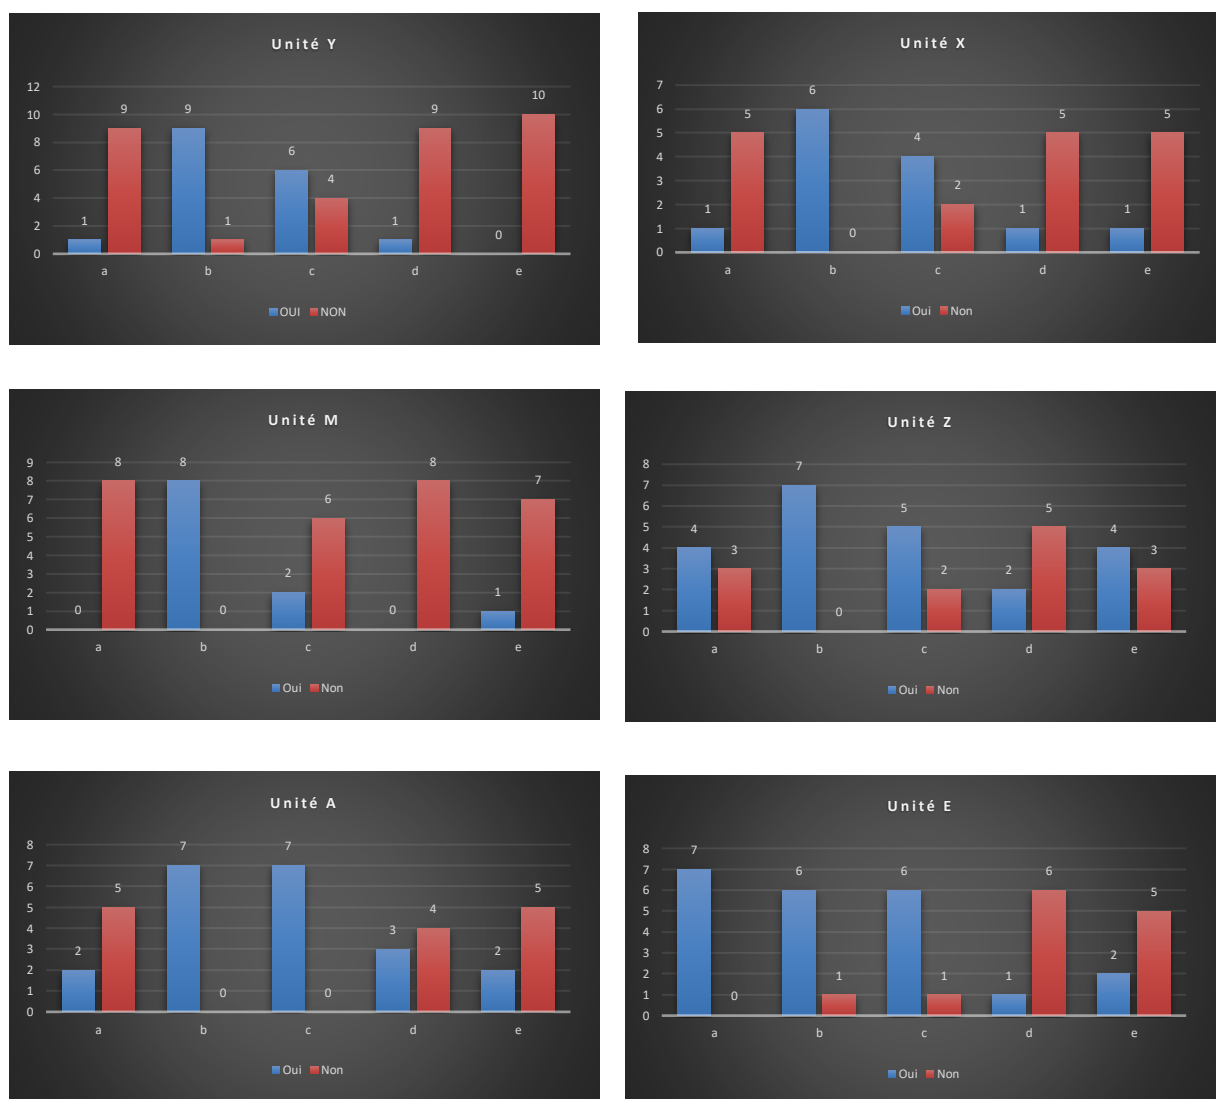 Unité Y
12
10
8
6
4
2
0
1 9 9 1 6 4 1 9 0 10
a b c d e
OUI NON
Unité X
7
6
5
4
3
2
1
0
1 5 6 0 4 2 1 5 1 5
a b c d e
Oui Non
Unité M
9
8
7
6
5
4
3
2
1
0
0 8 8 0 2 6 0 8 1 7
a b c d e
Oui Non
Unité Z
8
7
6
5
4
3
2
1
0
4 3 7 0 5 2 2 5 4 3
a b c d e
Oui Non
Unité A
8
7
6
5
4
3
2
1
0
2 5 7 0 7 0 3 4 2 5
a b c d e
Oui Non
Unité E
8
7
6
5
4
3
2
1
0
7 0 6 1 6 1 1 6 2 5
a b c d e
Oui Non